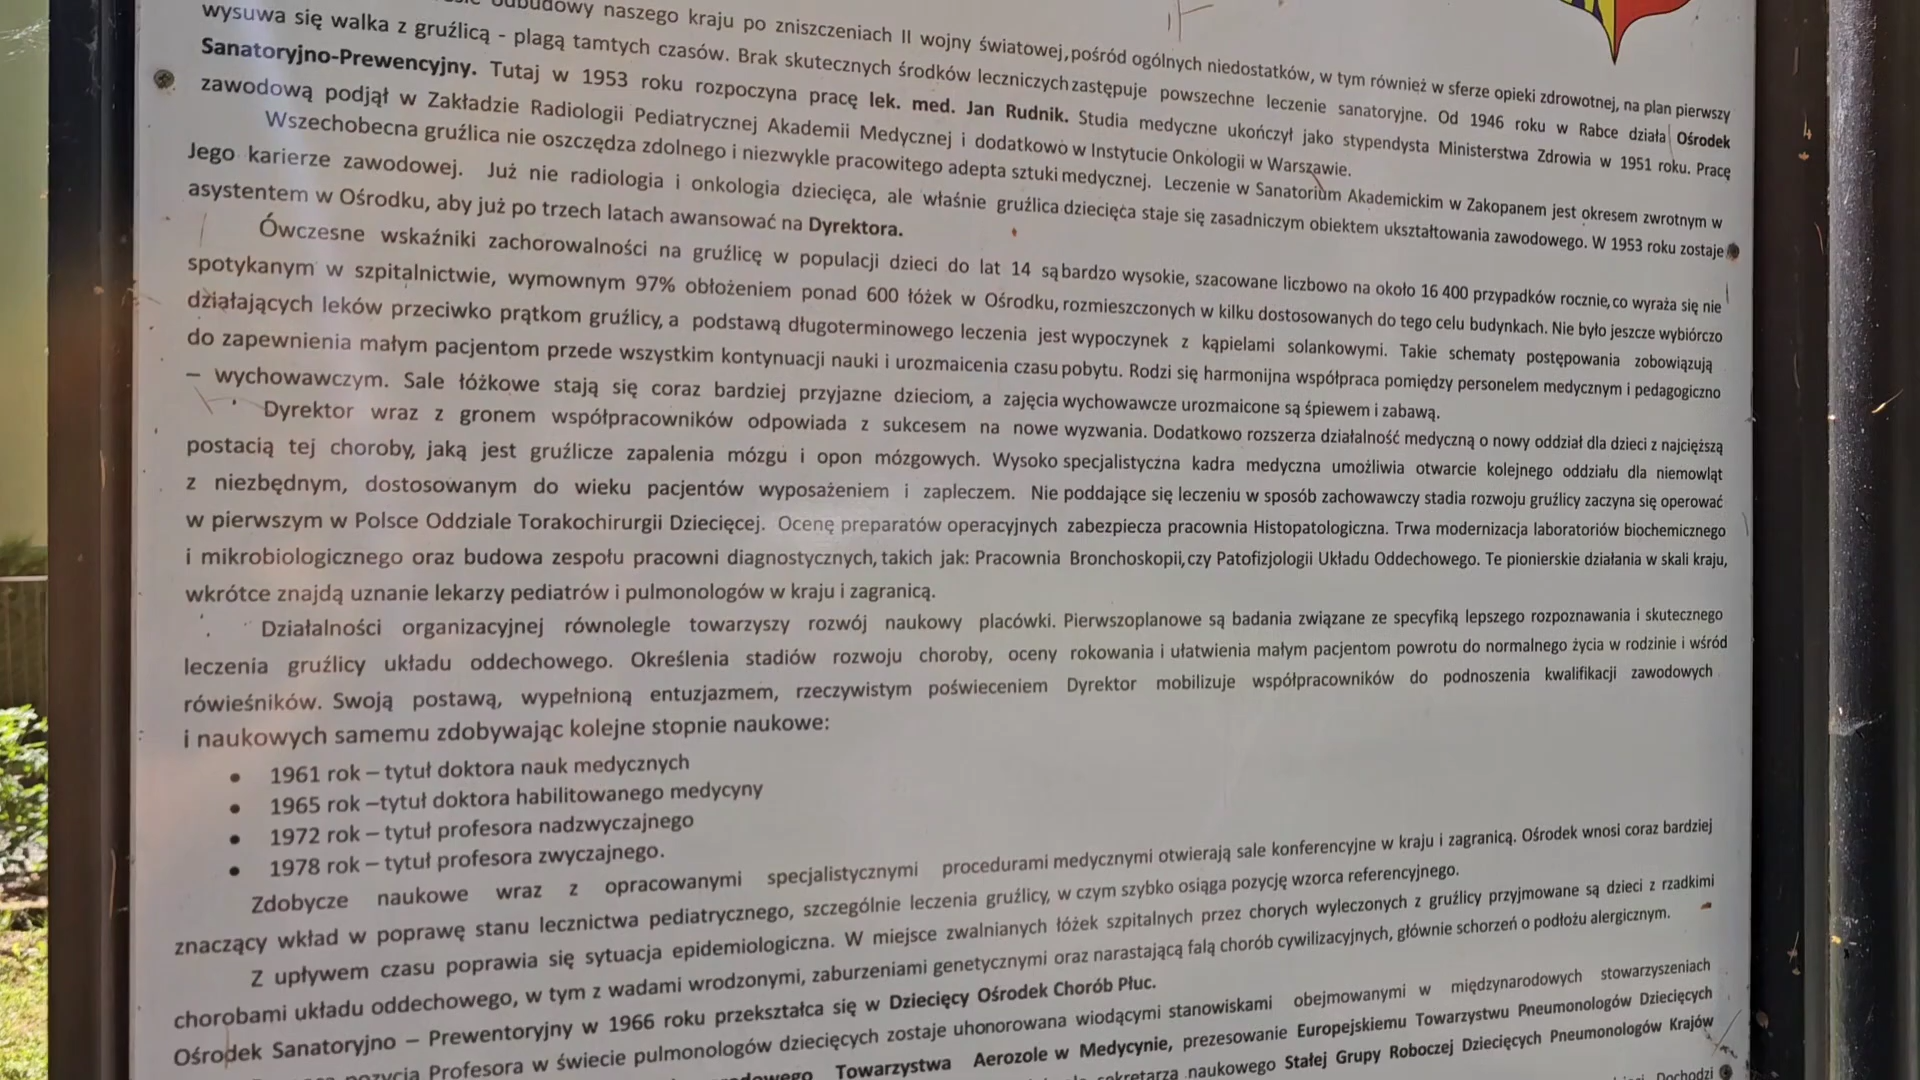 odbudowy naszego kraju po zniszczeniach II wojny światowej, pośród ogólnych niedostatków, w tym również w sferze opieki zdrowotnej, na plan pierwszy
wysuwa się walka z gruźlicą - plagą tamtych czasów. Brak skutecznych środków leczniczych zastępuje powszechne leczenie sanatoryjne. Od 1946 roku w Rabce działa Ośrodek
Sanatoryjno-Prewencyjny. Tutaj w 1953 roku rozpoczyna pracę lek. med. Jan Rudnik. Studia medyczne ukończył jako stypendysta Ministerstwa Zdrowia w 1951 roku. Pracę
zawodową podjął w Zakładzie Radiologii Pediatrycznej Akademii Medycznej i dodatkowo w Instytucie Onkologii w Warszawie.
Wszechobecna gruźlica nie oszczędza zdolnego i niezwykle pracowitego adepta sztuki medycznej. Leczenie w Sanatorium Akademickim w Zakopanem jest okresem zwrotnym w
Jego karierze zawodowej. Już nie radiologia i onkologia dziecięca, ale właśnie gruźlica dziecięca staje się zasadniczym obiektem ukształtowania zawodowego. W 1953 roku zostaje
asystentem w Ośrodku, aby już po trzech latach awansować na Dyrektora.
Ówczesne wskaźniki zachorowalności na gruźlicę w populacji dzieci do lat 14 są bardzo wysokie, szacowane liczbowo na około 16 400 przypadków rocznie, co wyraża się nie
spotykanym w szpitalnictwie, wymownym 97% obłożeniem ponad 600 łóżek w Ośrodku, rozmieszczonych w kilku dostosowanych do tego celu budynkach. Nie było jeszcze wybiórczo
działających leków przeciwko prątkom gruźlicy, a podstawą długoterminowego leczenia jest wypoczynek z kąpielami solankowymi. Takie schematy postępowania zobowiązują
do zapewnienia małym pacjentom przede wszystkim kontynuacji nauki i urozmaicenia czasu pobytu. Rodzi się harmonijna współpraca pomiędzy personelem medycznym i pedagogiczno
– wychowawczym. Sale łóżkowe stają się coraz bardziej przyjazne dzieciom, a zajęcia wychowawcze urozmaicone są śpiewem i zabawą.
Dyrektor wraz z gronem współpracowników odpowiada z sukcesem na nowe wyzwania. Dodatkowo rozszerza działalność medyczną o nowy oddział dla dzieci z najcięższą
postacią tej choroby, jaką jest gruźlicze zapalenia mózgu i opon mózgowych. Wysoko specjalistyczna kadra medyczna umożliwia otwarcie kolejnego oddziału dla niemowląt
z niezbędnym, dostosowanym do wieku pacjentów wyposażeniem i zapleczem. Nie poddające się leczeniu w sposób zachowawczy stadia rozwoju gruźlicy zaczyna się operować
w pierwszym w Polsce Oddziale Torakochirurgii Dziecięcej. Ocenę preparatów operacyjnych zabezpiecza pracownia Histopatologiczna. Trwa modernizacja laboratoriów biochemicznego
i mikrobiologicznego oraz budowa zespołu pracowni diagnostycznych, takich jak: Pracownia Bronchoskopii, czy Patofizjologii Układu Oddechowego. Te pionierskie działania w skali kraju,
wkrótce znajdą uznanie lekarzy pediatrów i pulmonologów w kraju i zagranicą.
Działalności organizacyjnej równolegle towarzyszy rozwój naukowy placówki. Pierwszoplanowe są badania związane ze specyfiką lepszego rozpoznawania i skutecznego
leczenia gruźlicy układu oddechowego. Określenia stadiów rozwoju choroby, oceny rokowania i ułatwienia małym pacjentom powrotu do normalnego życia w rodzinie i wśród
rówieśników. Swoją postawą, wypełnioną entuzjazmem, rzeczywistym poświeceniem Dyrektor mobilizuje współpracowników do podnoszenia kwalifikacji zawodowych
i naukowych samemu zdobywając kolejne stopnie naukowe:
• 1961 rok – tytuł doktora nauk medycznych
• 1965 rok –tytuł doktora habilitowanego medycyny
• 1972 rok – tytuł profesora nadzwyczajnego
• 1978 rok – tytuł profesora zwyczajnego.
Zdobycze naukowe wraz z opracowanymi specjalistycznymi procedurami medycznymi otwierają sale konferencyjne w kraju i zagranicą. Ośrodek wnosi coraz bardziej
znaczący wkład w poprawę stanu lecznictwa pediatrycznego, szczególnie leczenia gruźlicy, w czym szybko osiąga pozycję wzorca referencyjnego.
Z upływem czasu poprawia się sytuacja epidemiologiczna. W miejsce zwalnianych łóżek szpitalnych przez chorych wyleczonych z gruźlicy przyjmowane są dzieci z rzadkimi
chorobami układu oddechowego, w tym z wadami wrodzonymi, zaburzeniami genetycznymi oraz narastającą falą chorób cywilizacyjnych, głównie schorzeń o podłożu alergicznym.
Ośrodek Sanatoryjno – Prewentoryjny w 1966 roku przekształca się w Dziecięcy Ośrodek Chorób Płuc.
pozycja Profesora w świecie pulmonologów dziecięcych zostaje uhonorowana wiodącymi stanowiskami obejmowanymi w międzynarodowych stowarzyszeniach
Towarzystwa Aerozole w Medycynie, prezesowanie Europejskiemu Towarzystwu Pneumonologów Dziecięcych
sekretarza naukowego Stałej Grupy Roboczej Dziecięcych Pneumonologów Krajów
Dochodzi